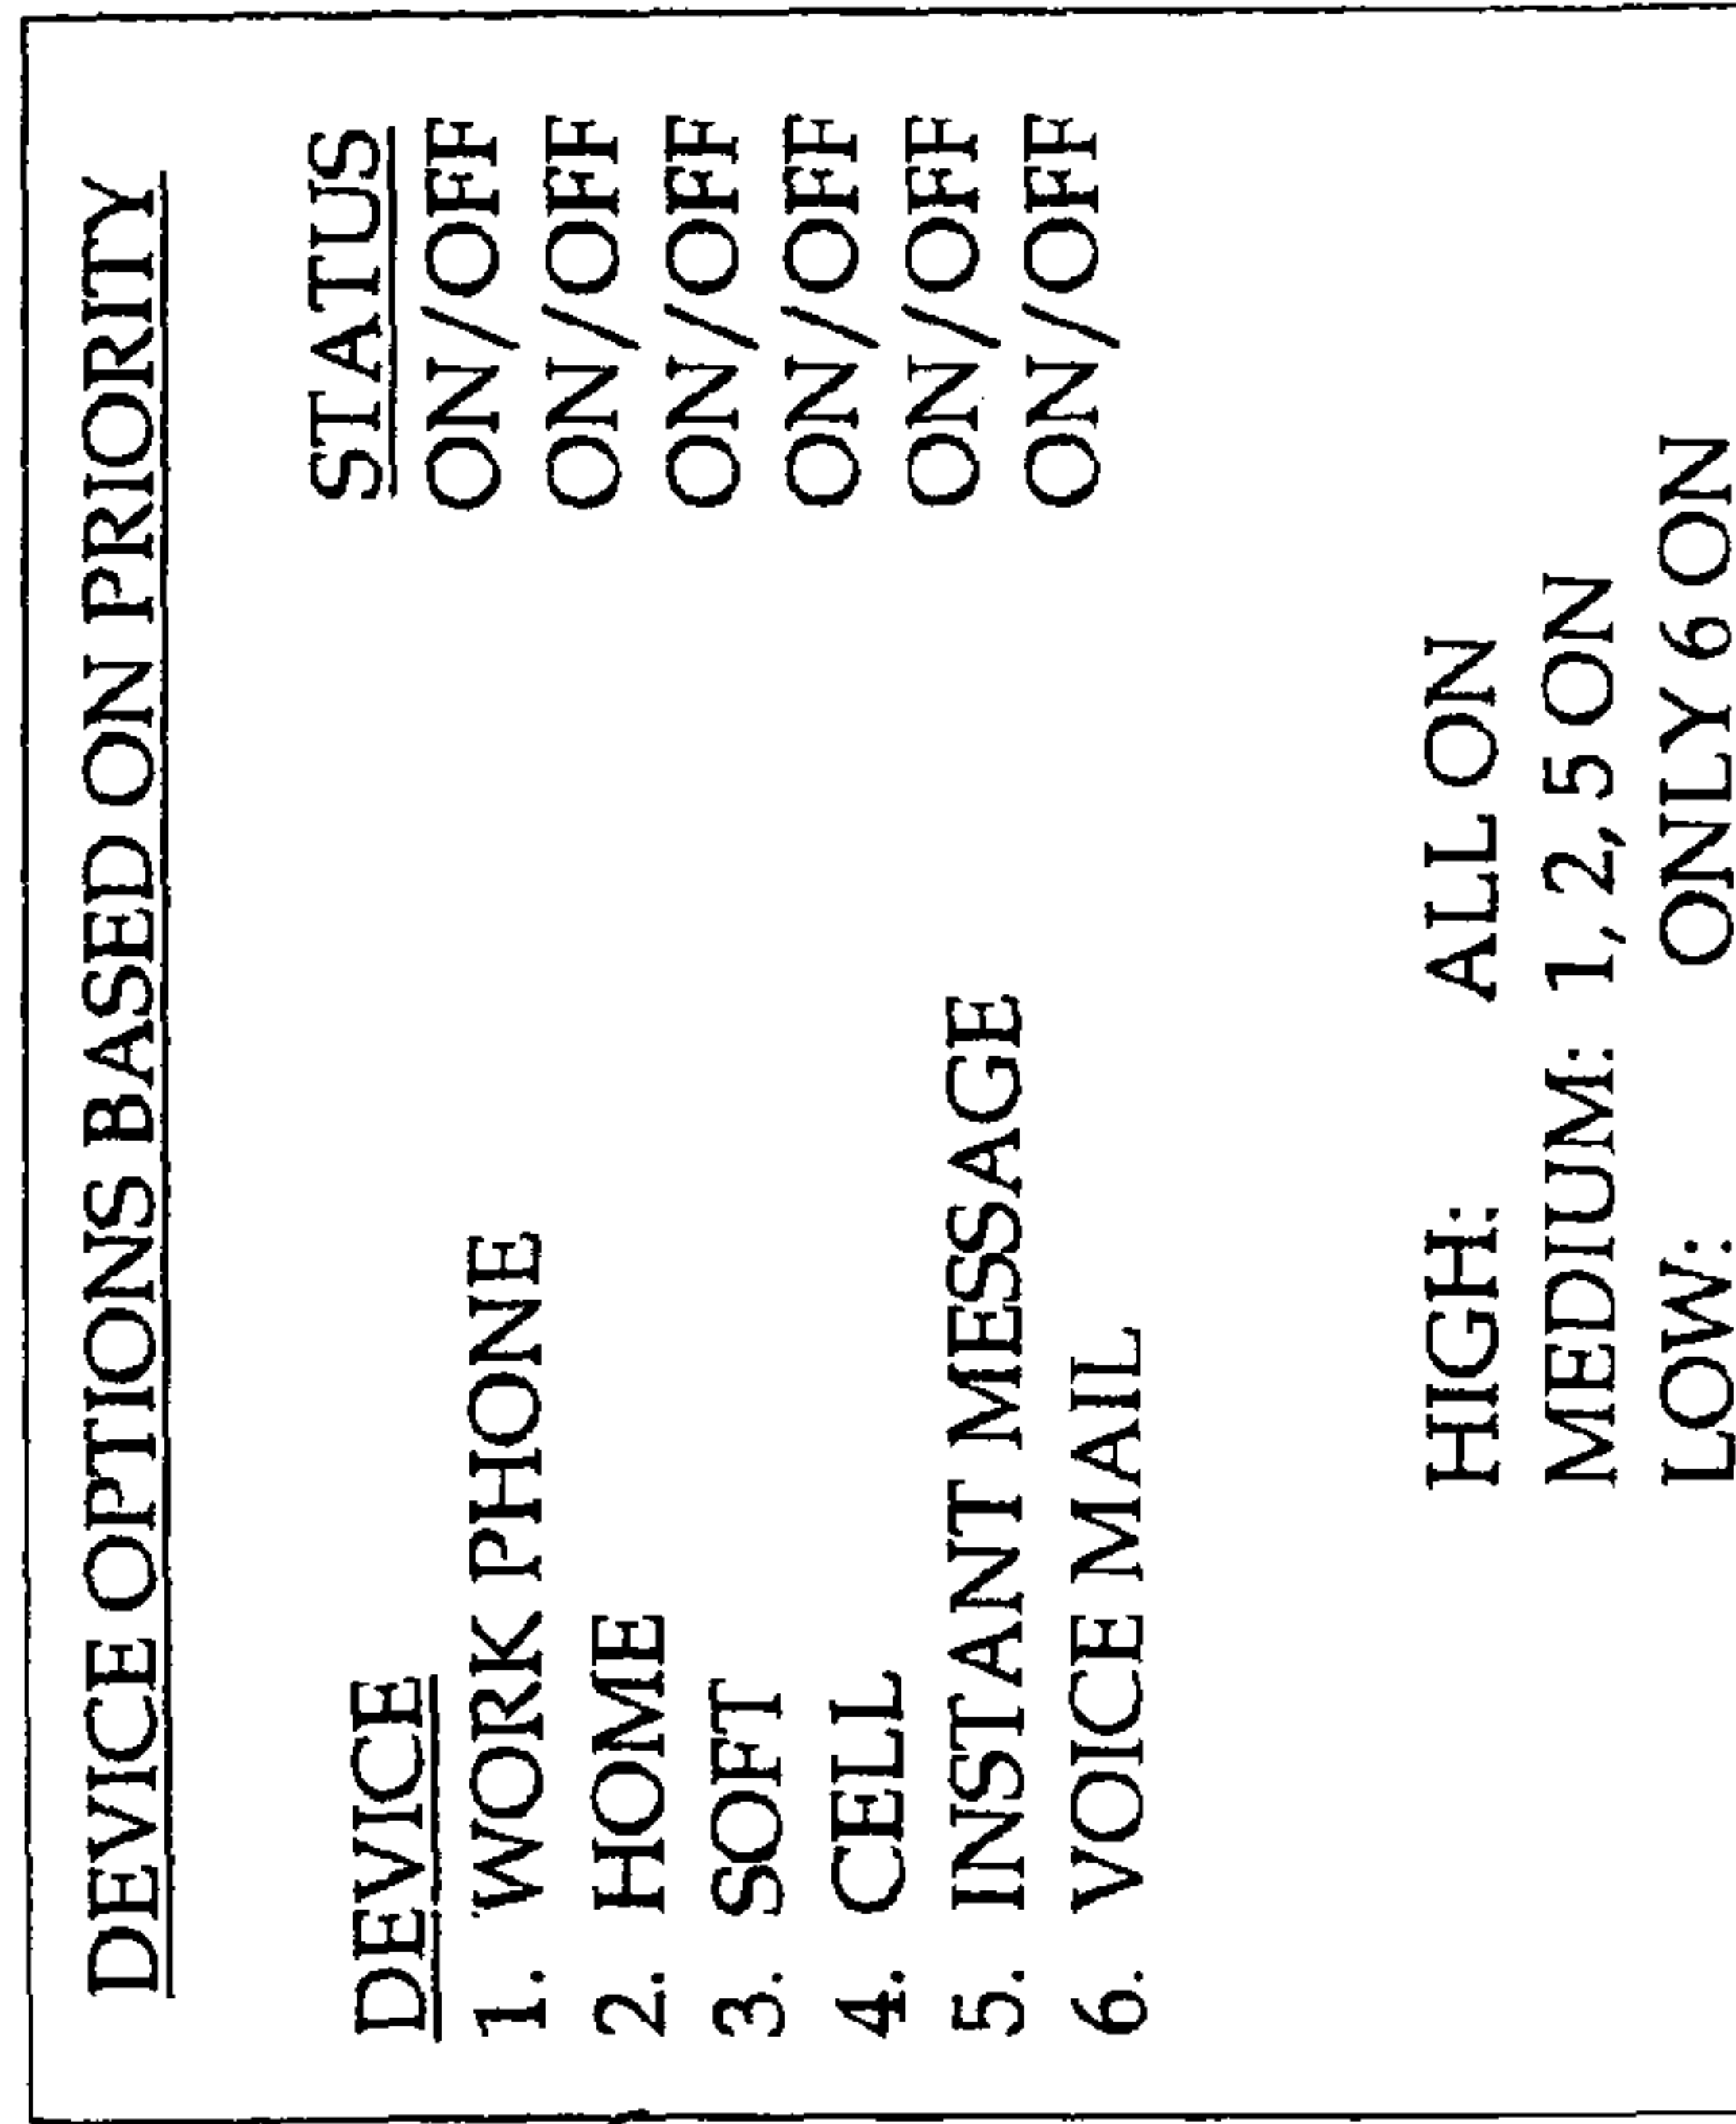 DEVICE OPTIONS BASED ON PRIORITY
DEVICE STATUS
1. WORK PHONE ON/OFF
2. HOME ON/OFF
3. SOFT ON/OFF
4. CELL ON/OFF
5. INSTANT MESSAGE ON/OFF
6. VOICE MAIL ON/OFF
HIGH: ALL ON
MEDIUM: 1, 2, 5 ON
LOW: ONLY 6 ON